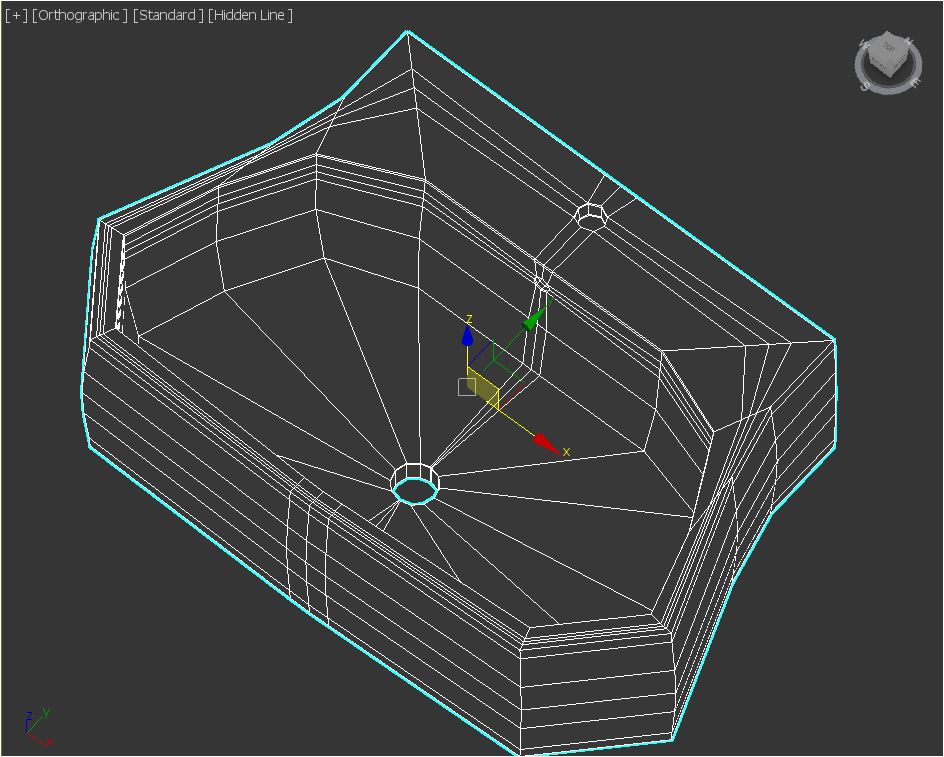 [+] [Orthographic ] [Standard ] [Hidden Line ]
TOP
W
N
S
E
z
x
z
y
x